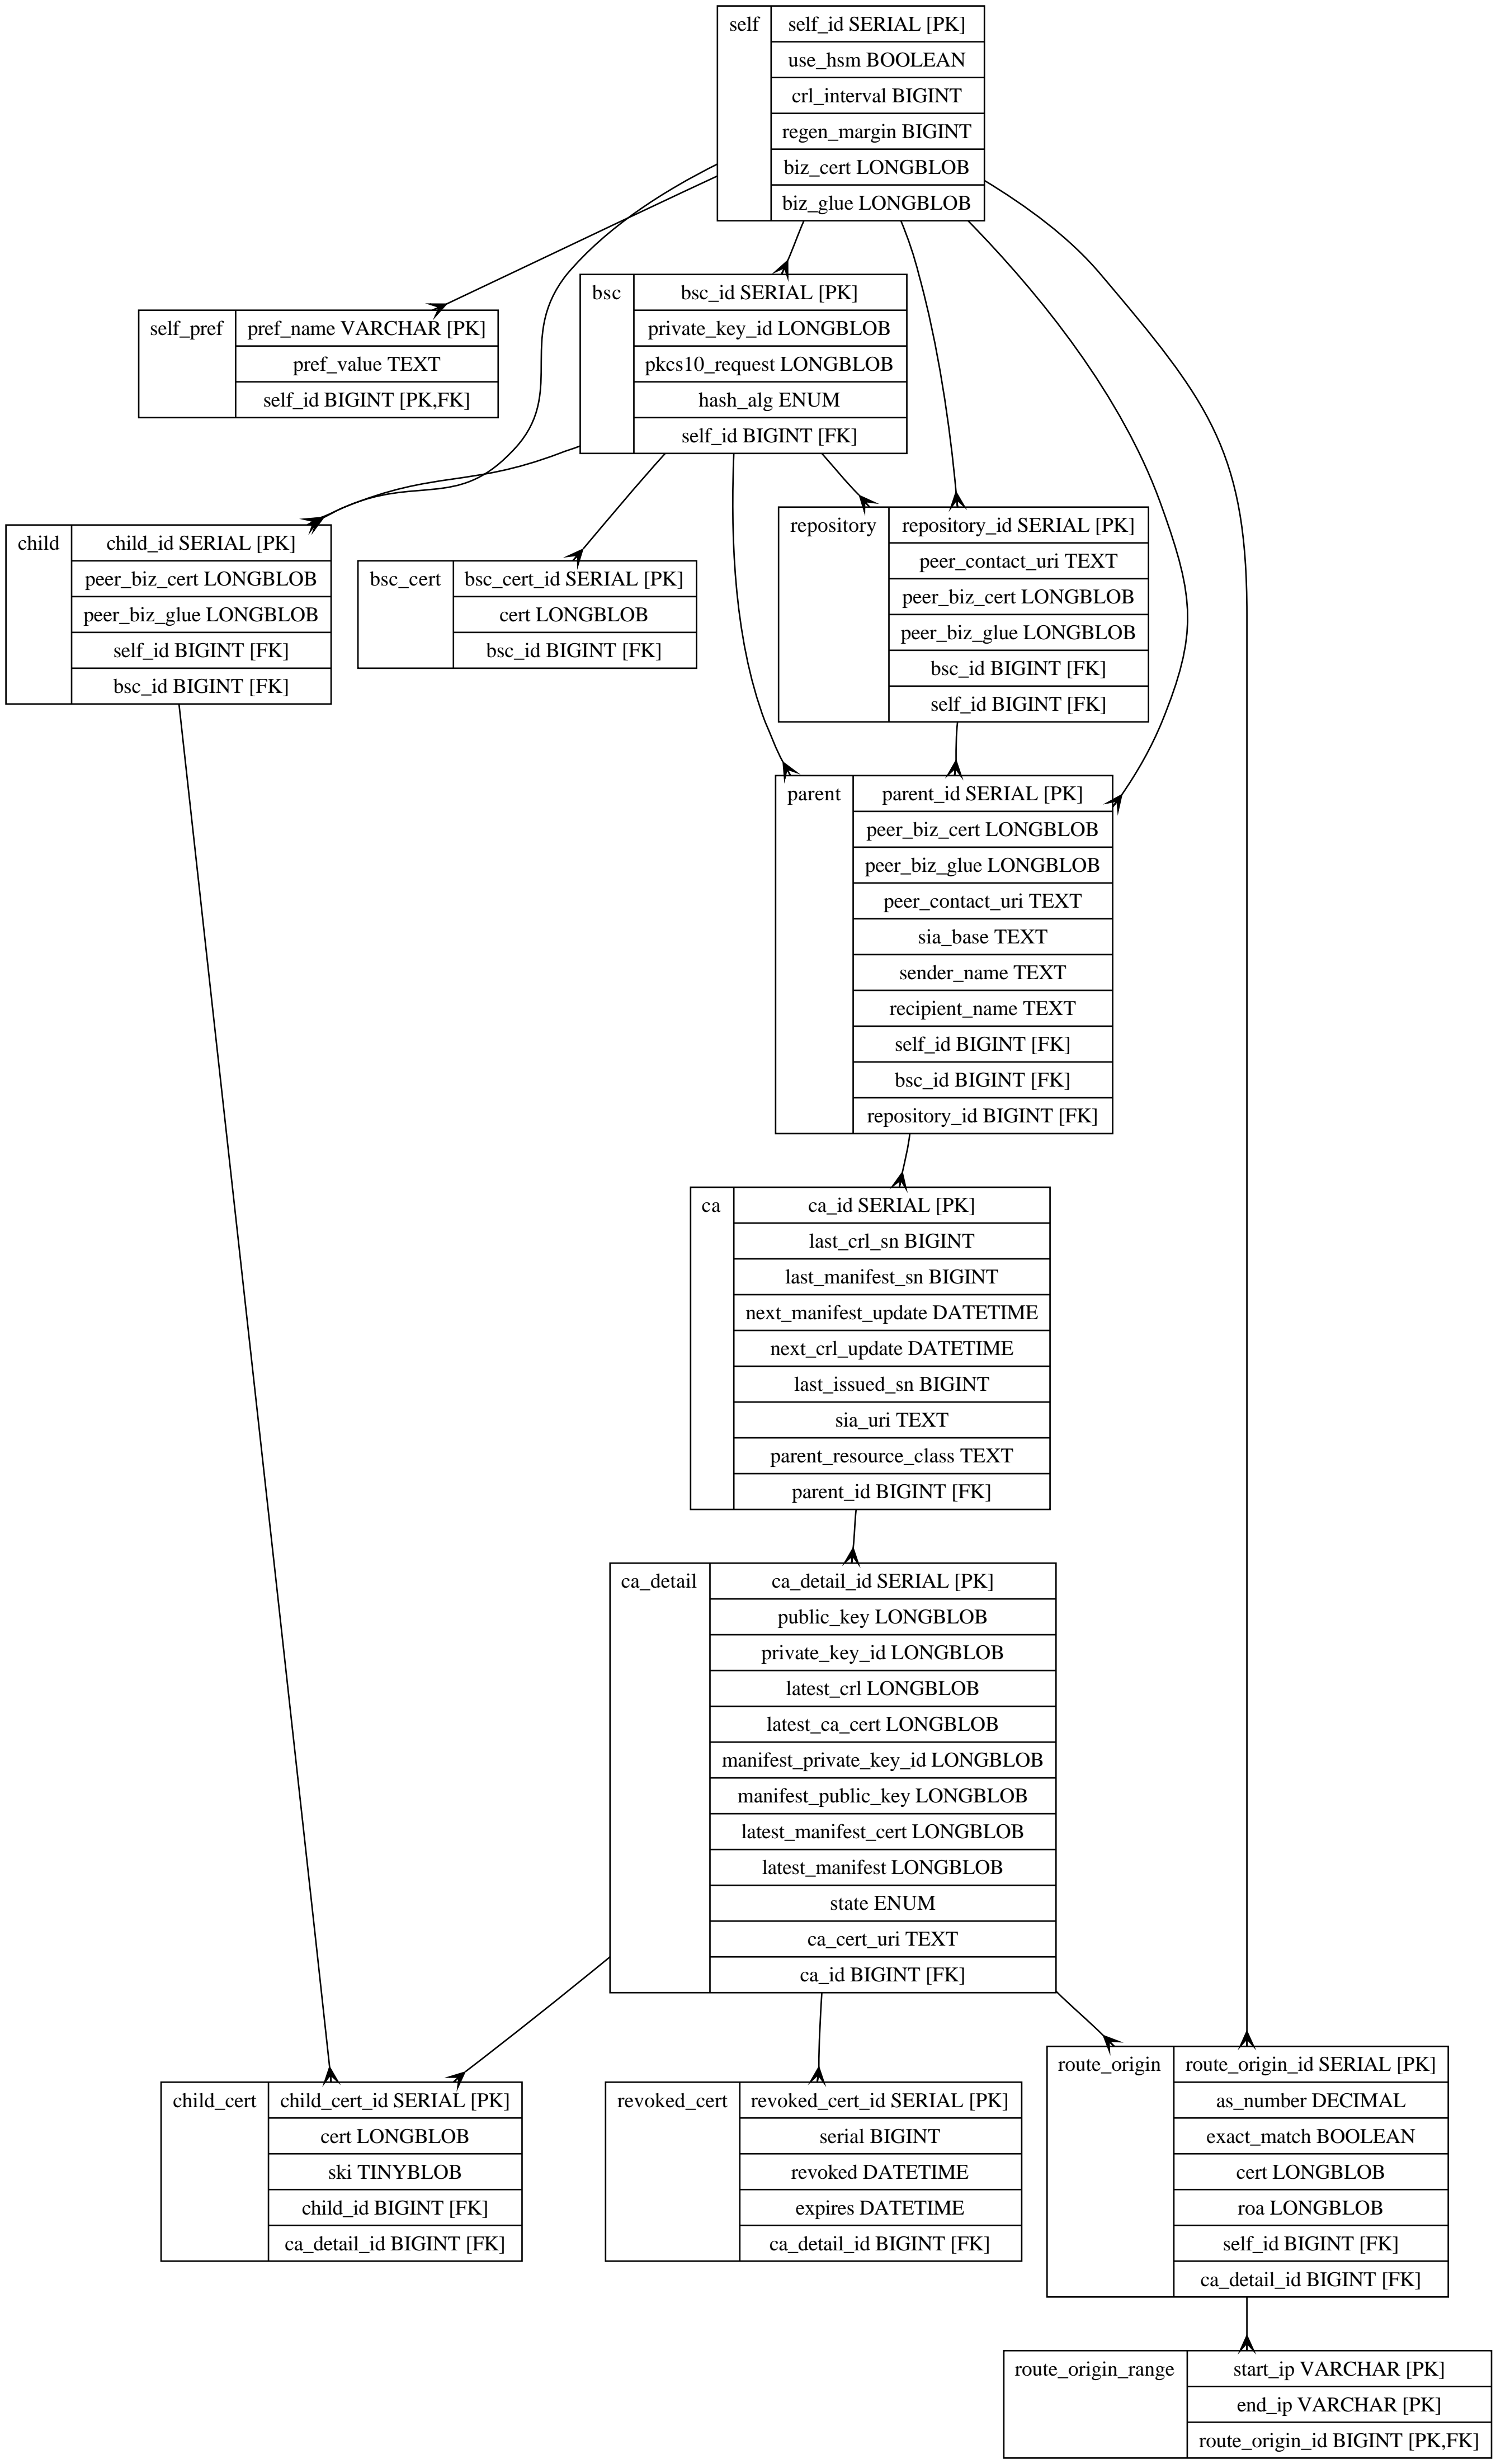 self
self_id SERIAL [PK]
use_hsm BOOLEAN
crl_interval BIGINT
regen_margin BIGINT
biz_cert LONGBLOB
biz_glue LONGBLOB
bsc
bsc_id SERIAL [PK]
private_key_id LONGBLOB
pkcs10_request LONGBLOB
hash_alg ENUM
self_id BIGINT [FK]
self_pref
pref_name VARCHAR [PK]
pref_value TEXT
self_id BIGINT [PK,FK]
repository
repository_id SERIAL [PK]
peer_contact_uri TEXT
peer_biz_cert LONGBLOB
peer_biz_glue LONGBLOB
bsc_id BIGINT [FK]
self_id BIGINT [FK]
child
child_id SERIAL [PK]
peer_biz_cert LONGBLOB
peer_biz_glue LONGBLOB
self_id BIGINT [FK]
bsc_id BIGINT [FK]
bsc_cert
bsc_cert_id SERIAL [PK]
cert LONGBLOB
bsc_id BIGINT [FK]
parent
parent_id SERIAL [PK]
peer_biz_cert LONGBLOB
peer_biz_glue LONGBLOB
peer_contact_uri TEXT
sia_base TEXT
sender_name TEXT
recipient_name TEXT
self_id BIGINT [FK]
bsc_id BIGINT [FK]
repository_id BIGINT [FK]
ca
ca_id SERIAL [PK]
last_crl_sn BIGINT
last_manifest_sn BIGINT
next_manifest_update DATETIME
next_crl_update DATETIME
last_issued_sn BIGINT
sia_uri TEXT
parent_resource_class TEXT
parent_id BIGINT [FK]
ca_detail
ca_detail_id SERIAL [PK]
public_key LONGBLOB
private_key_id LONGBLOB
latest_crl LONGBLOB
latest_ca_cert LONGBLOB
manifest_private_key_id LONGBLOB
manifest_public_key LONGBLOB
latest_manifest_cert LONGBLOB
latest_manifest LONGBLOB
state ENUM
ca_cert_uri TEXT
ca_id BIGINT [FK]
child_cert
child_cert_id SERIAL [PK]
cert LONGBLOB
ski TINYBLOB
child_id BIGINT [FK]
ca_detail_id BIGINT [FK]
revoked_cert
revoked_cert_id SERIAL [PK]
serial BIGINT
revoked DATETIME
expires DATETIME
ca_detail_id BIGINT [FK]
route_origin
route_origin_id SERIAL [PK]
as_number DECIMAL
exact_match BOOLEAN
cert LONGBLOB
roa LONGBLOB
self_id BIGINT [FK]
ca_detail_id BIGINT [FK]
route_origin_range
start_ip VARCHAR [PK]
end_ip VARCHAR [PK]
route_origin_id BIGINT [PK,FK]